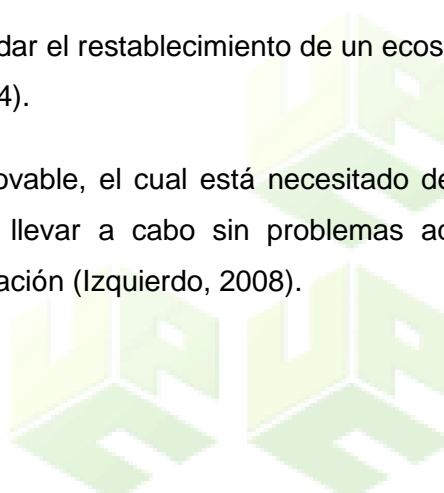 dar el restablecimiento de un ecos
4).
ovable, el cual está necesitado de
llevar a cabo sin problemas ac
ación (Izquierdo, 2008).